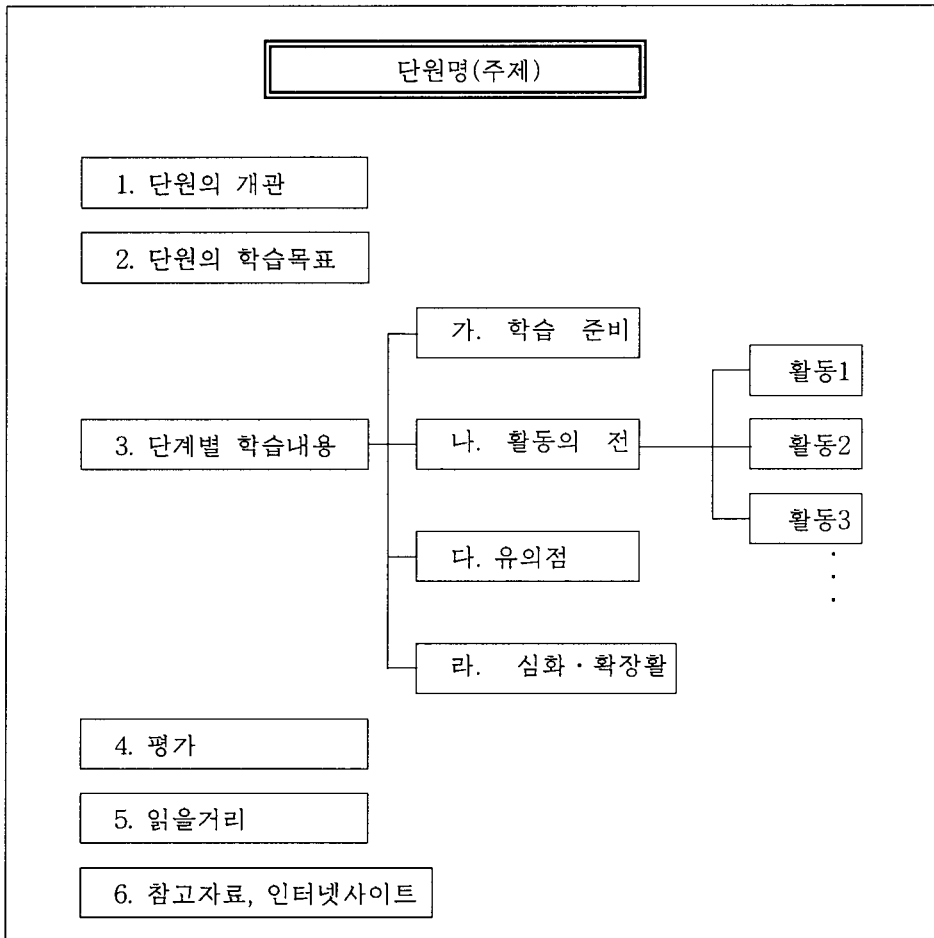 단원명(주제)
1. 단원의 개관
2. 단원의 학습목표
3. 단계별 학습내용
가. 학습 준비
나. 활동의 전
활동1
활동2
활동3
다. 유의점
라. 심화·확장활
4. 평가
5. 읽을거리
6. 참고자료, 인터넷사이트